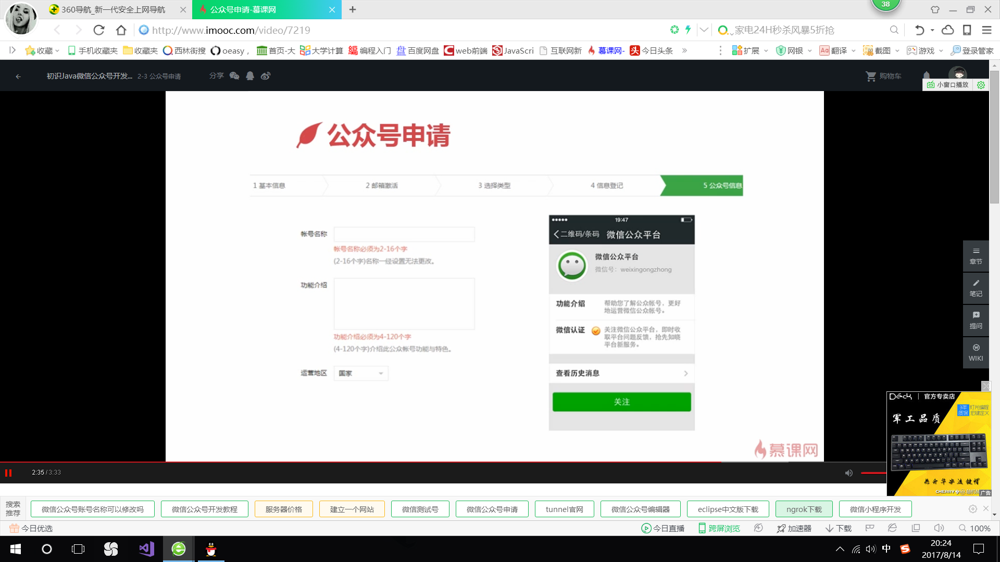 360导航_新一代安全上网导航
公众号申请-慕课网
38
http://www.imooc.com/video/7219
家电24H秒杀风暴5折抢
收藏
手机收藏夹
收藏夹
西林街搜
oeasy ,
首页-大
大学计算
编程入门
百度网盘
web前端
JavaScri
互联网新
慕课网-
今日头条
扩展
网银
翻译
截图
游戏
登录管家
初识Java微信公众号开发...
2-3 公众号申请
分享
购物车
小窗口播放
公众号申请
1 基本信息
2 邮箱激活
3 选择类型
4 信息登记
5 公众号信息
帐号名称
帐号名称必须为2-16个字
(2-16个字)名称一经设置无法更改。
功能介绍
功能介绍必须为4-120个字
(4-120个字)介绍此公众帐号功能与特色。
运营地区
国家
19:47
二维码/条码
微信公众平台
微信公众平台
微信号: weixingongzhong
功能介绍
帮助您了解公众帐号,更好
地运营微信公众帐号。
微信认证
关注微信公众平台,即时收
取平台问题反馈,抢先知晓
平台新服务。
查看历史消息
关注
慕课网
章节
笔记
提问
WIKI
Deck | 官方专卖店
3年
质保
灯光编程
宏键定义
军工品质
CHERRY
广告
2:35 / 3:33
搜索
推荐
微信公众号账号名称可以修改吗
微信公众号开发教程
服务器价格
建立一个网站
微信测试号
微信公众号申请
tunnel官网
微信公众号编辑器
eclipse中文版下载
ngrok下载
微信小程序开发
今日优选
今日直播
跨屏浏览
加速器
下载
100%
中
20:24
2017/8/14